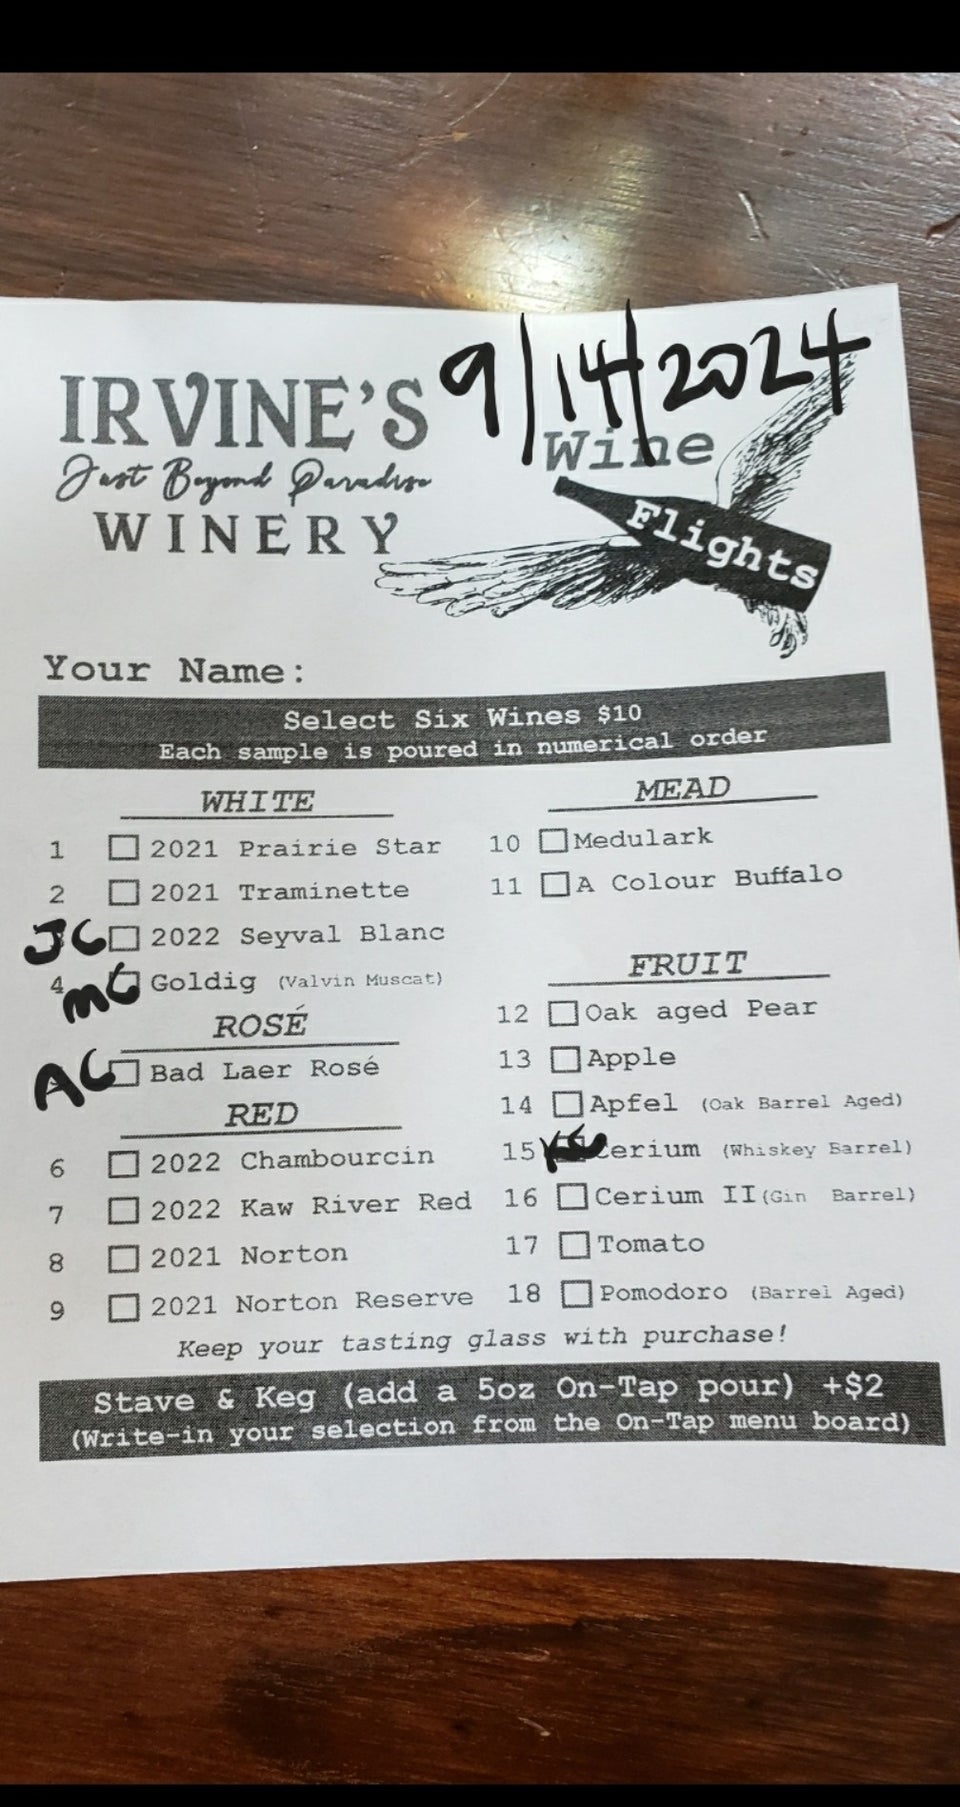 9/14/2024
IRVINE'S
Just Beyond Paradise
WINERY
Wine
Flights
Your Name:
Select Six Wines $10
Each sample is poured in numerical order
WHITE
1 2021 Prairie Star
2 2021 Traminette
JC 2022 Seyval Blanc
4 MC Goldig (Valvin Muscat)
ROSÉ
AC Bad Laer Rosé
RED
6 2022 Chambourcin
7 2022 Kaw River Red
8 2021 Norton
9 2021 Norton Reserve
MEAD
10 Medulark
11 A Colour Buffalo
FRUIT
12 Oak aged Pear
13 Apple
14 Apfel (Oak Barrel Aged)
15 Cerium (Whiskey Barrel)
16 Cerium II (Gin Barrel)
17 Tomato
18 Pomodoro (Barrel Aged)
Keep your tasting glass with purchase!
Stave & Keg (add a 5oz On-Tap pour) +$2
(Write-in your selection from the On-Tap menu board)